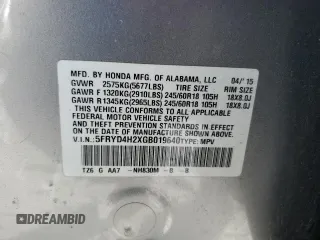 MFD. BY HONDA MFG. OF ALABAMA, LLC 04/'15
GVWR 2575KG(5677LBS) TIRE SIZE RIM SIZE
GAWR F 1320KG(2910LBS) 245/60R18 105H 18X8.0J
GAWR R1345KG(2965LBS) 245/60R18 105H 18X8.0J
THIS VEHICLE CONFORMS TO ALL APPLICABLE
FEDERAL MOTOR VEHICLE SAFETY AND
THEFT PREVENTION STANDARDS IN EFFECT ON
THE DATE OF MANUFACTURE SHOWN ABOVE.
V.I.N.: 5FRYD4H2XGB019640 TYPE: MPV
TZ6 G AA7 -NH830M -B -B
AUTOHELPERBOT.COM